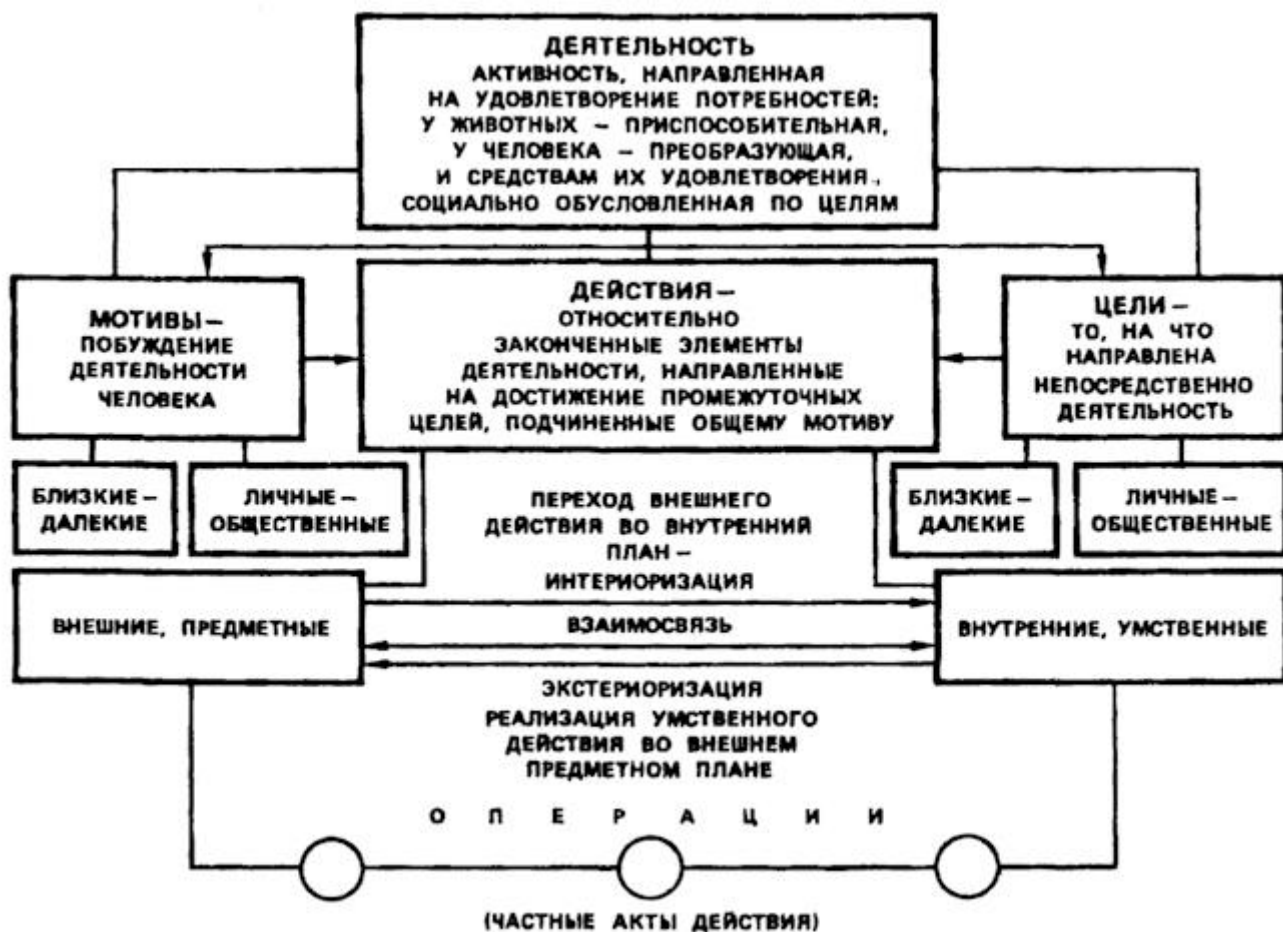 ДЕЯТЕЛЬНОСТЬ
АКТИВНОСТЬ, НАПРАВЛЕННАЯ
НА УДОВЛЕТВОРЕНИЕ ПОТРЕБНОСТЕЙ:
У ЖИВОТНЫХ – ПРИСПОСОБИТЕЛЬНАЯ,
У ЧЕЛОВЕКА – ПРЕОБРАЗУЮЩАЯ,
И СРЕДСТВАМ ИХ УДОВЛЕТВОРЕНИЯ,
СОЦИАЛЬНО ОБУСЛОВЛЕННАЯ ПО ЦЕЛЯМ
МОТИВЫ –
ПОБУЖДЕНИЕ
ДЕЯТЕЛЬНОСТИ
ЧЕЛОВЕКА
ДЕЙСТВИЯ –
ОТНОСИТЕЛЬНО
ЗАКОНЧЕННЫЕ ЭЛЕМЕНТЫ
ДЕЯТЕЛЬНОСТИ, НАПРАВЛЕННЫЕ
НА ДОСТИЖЕНИЕ ПРОМЕЖУТОЧНЫХ
ЦЕЛЕЙ, ПОДЧИНЕННЫЕ ОБЩЕМУ МОТИВУ
ЦЕЛИ –
ТО, НА ЧТО
НАПРАВЛЕНА
НЕПОСРЕДСТВЕННО
ДЕЯТЕЛЬНОСТЬ
БЛИЗКИЕ –
ДАЛЕКИЕ
ЛИЧНЫЕ –
ОБЩЕСТВЕННЫЕ
ПЕРЕХОД ВНЕШНЕГО
ДЕЙСТВИЯ ВО ВНУТРЕННИЙ
ПЛАН –
ИНТЕРИОРИЗАЦИЯ
БЛИЗКИЕ –
ДАЛЕКИЕ
ЛИЧНЫЕ –
ОБЩЕСТВЕННЫЕ
ВНЕШНИЕ, ПРЕДМЕТНЫЕ
ВЗАИМОСВЯЗЬ
ВНУТРЕННИЕ, УМСТВЕННЫЕ
ЭКСТЕРИОРИЗАЦИЯ
РЕАЛИЗАЦИЯ УМСТВЕННОГО
ДЕЙСТВИЯ ВО ВНЕШНЕМ
ПРЕДМЕТНОМ ПЛАНЕ
О П Е Р А Ц И И
(ЧАСТНЫЕ АКТЫ ДЕЙСТВИЯ)